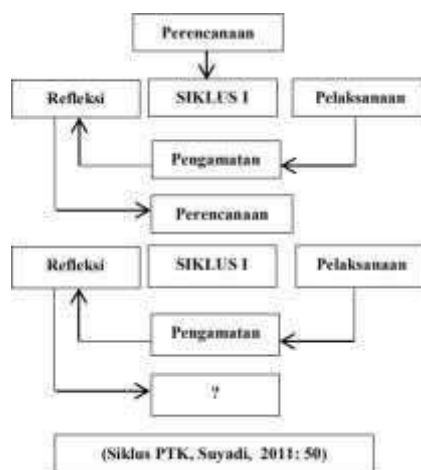 Perencanaan
Refleksi
SIKLUS I
Pelaksanaan
Pengamatan
Perencanaan
Refleksi
SIKLUS I
Pelaksanaan
Pengamatan
?
(Siklus PTK, Suyadi, 2011: 50)